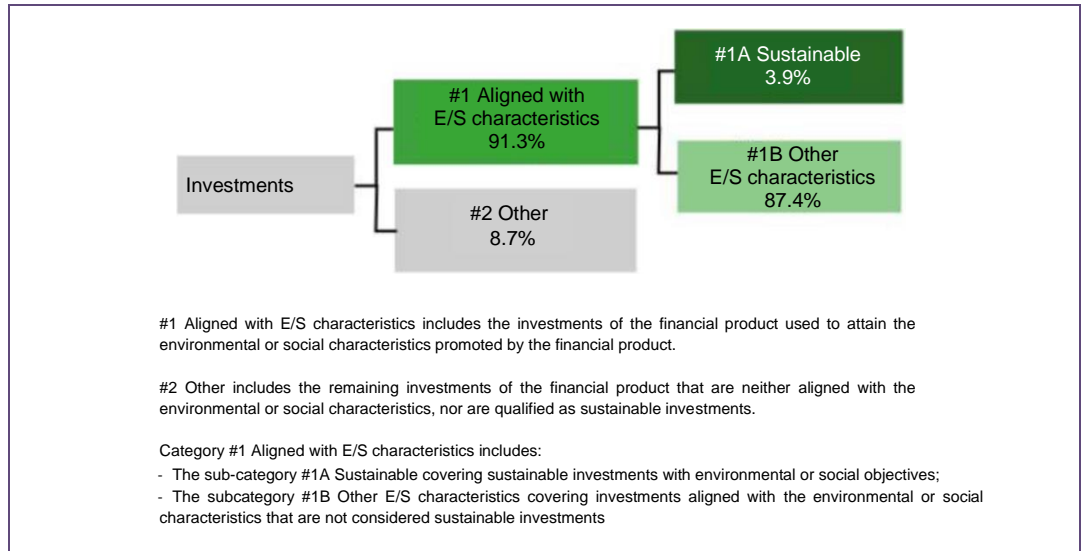 Investments
#1 Aligned with
E/S characteristics
91.3%
#2 Other
8.7%
#1A Sustainable
3.9%
#1B Other
E/S characteristics
87.4%
#1 Aligned with E/S characteristics includes the investments of the financial product used to attain the
environmental or social characteristics promoted by the financial product.
#2 Other includes the remaining investments of the financial product that are neither aligned with the
environmental or social characteristics, nor are qualified as sustainable investments.
Category #1 Aligned with E/S characteristics includes:
- The sub-category #1A Sustainable covering sustainable investments with environmental or social objectives;
- The subcategory #1B Other E/S characteristics covering investments aligned with the environmental or social
characteristics that are not considered sustainable investments